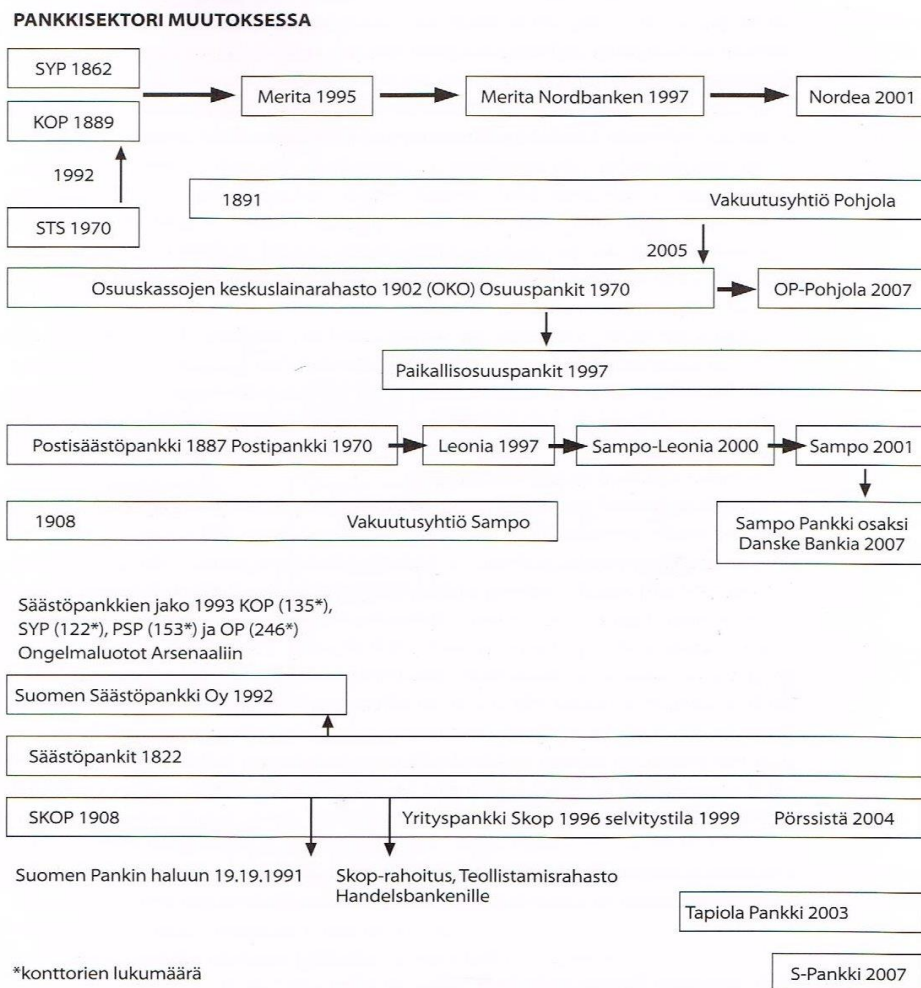 PANKKISEKTORI MUUTOKSESSA
SYP 1862
KOP 1889
Merita 1995
Merita Nordbanken 1997
Nordea 2001
1992
STS 1970
1891
Vakuutusyhtiö Pohjola
2005
Osuuskassojen keskuslainarahasto 1902 (OKO) Osuuspankit 1970
OP-Pohjola 2007
Paikallisosuuspankit 1997
Postisäästöpankki 1887 Postipankki 1970
Leonia 1997
Sampo-Leonia 2000
Sampo 2001
1908
Vakuutusyhtiö Sampo
Sampo Pankki osaksi
Danske Bankia 2007
Säästöpankkien jako 1993 KOP (135*),
SYP (122*), PSP (153*) ja OP (246*)
Ongelmaluotot Arsenaaliin
Suomen Säästöpankki Oy 1992
Säästöpankit 1822
SKOP 1908
Yrityspankki Skop 1996 selvitystila 1999
Pörssistä 2004
Suomen Pankin haluun 19.19.1991
Skop-rahoitus, Teollistamisrahasto
Handelsbankenille
Tapiola Pankki 2003
*konttorien lukumäärä
S-Pankki 2007